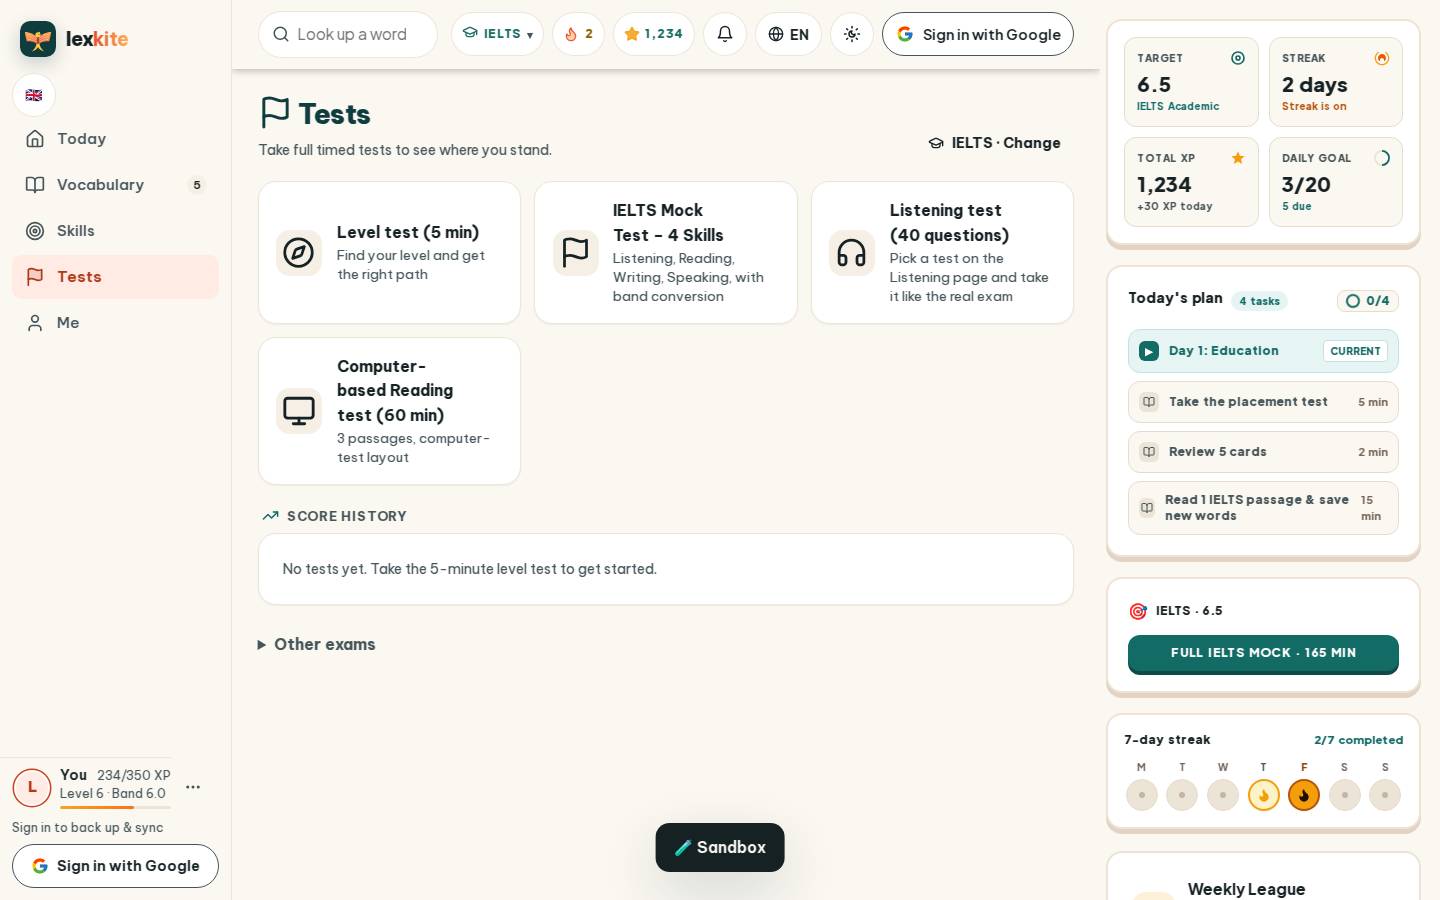 lexkite
Today
Vocabulary 5
Skills
Tests
Me
You 234/350 XP
L
Level 6 · Band 6.0
Sign in to back up & sync
Sign in with Google
Look up a word
IELTS ▾
2
1,234
EN
Sign in with Google
Tests
Take full timed tests to see where you stand.
IELTS · Change
Level test (5 min)
Find your level and get
the right path
IELTS Mock
Test – 4 Skills
Listening, Reading,
Writing, Speaking, with
band conversion
Listening test
(40 questions)
Pick a test on the
Listening page and take
it like the real exam
Computer-
based Reading
test (60 min)
3 passages, computer-
test layout
SCORE HISTORY
No tests yet. Take the 5-minute level test to get started.
Other exams
Sandbox
TARGET
6.5
IELTS Academic
STREAK
2 days
Streak is on
TOTAL XP
1,234
+30 XP today
DAILY GOAL
3/20
5 due
Today's plan 4 tasks 0/4
Day 1: Education CURRENT
Take the placement test 5 min
Review 5 cards 2 min
Read 1 IELTS passage & save 15
new words min
IELTS · 6.5
FULL IELTS MOCK · 165 MIN
7-day streak 2/7 completed
M T W T F S S
Weekly League